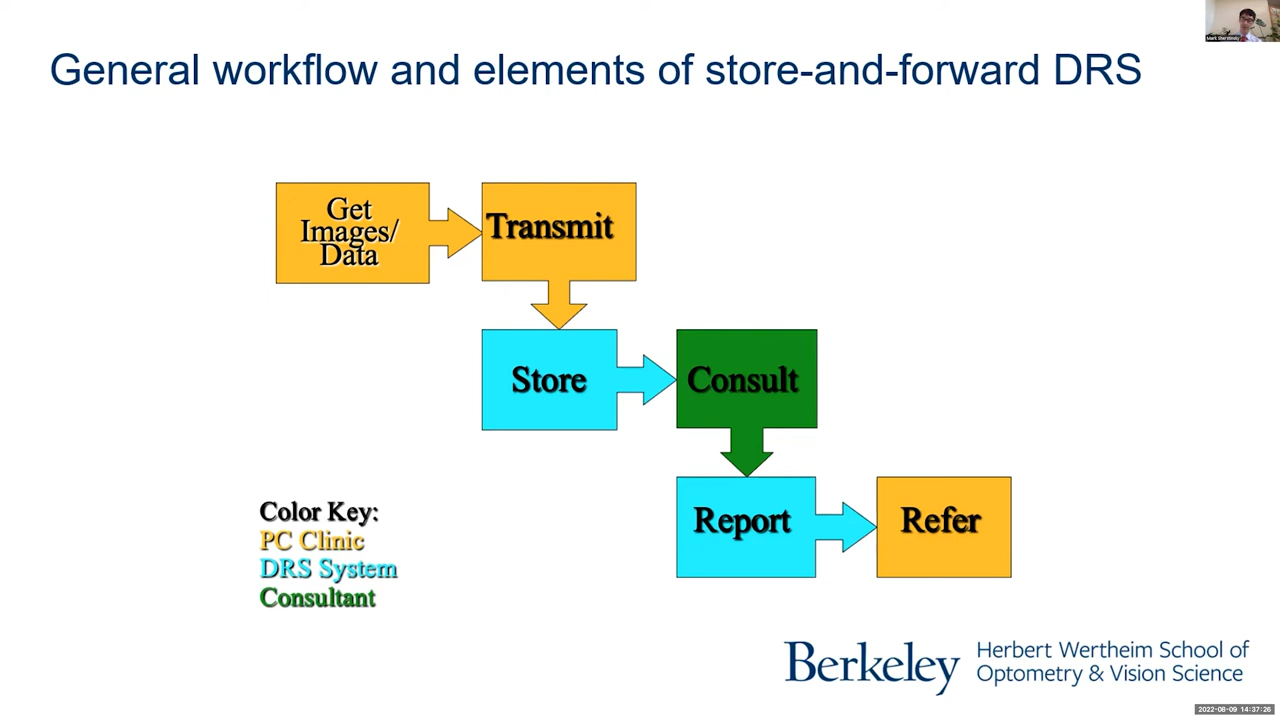 Mark Sherstinsky
General workflow and elements of store-and-forward DRS
Get
Images/
Data
Transmit
Store
Consult
Report
Refer
Color Key:
PC Clinic
DRS System
Consultant
Berkeley
Herbert Wertheim School of
Optometry & Vision Science
2022-08-09 14:37:26